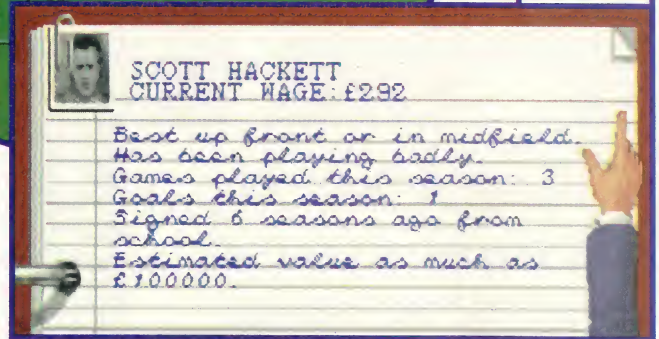 SCOTT HACKETT
CURRENT WAGE:£292
Best up front or in midfield.
Has been playing badly.
Games played this season: 3
Goals this season: 1
Signed 6 seasons ago from
school.
Estimated value as much as
£100000.